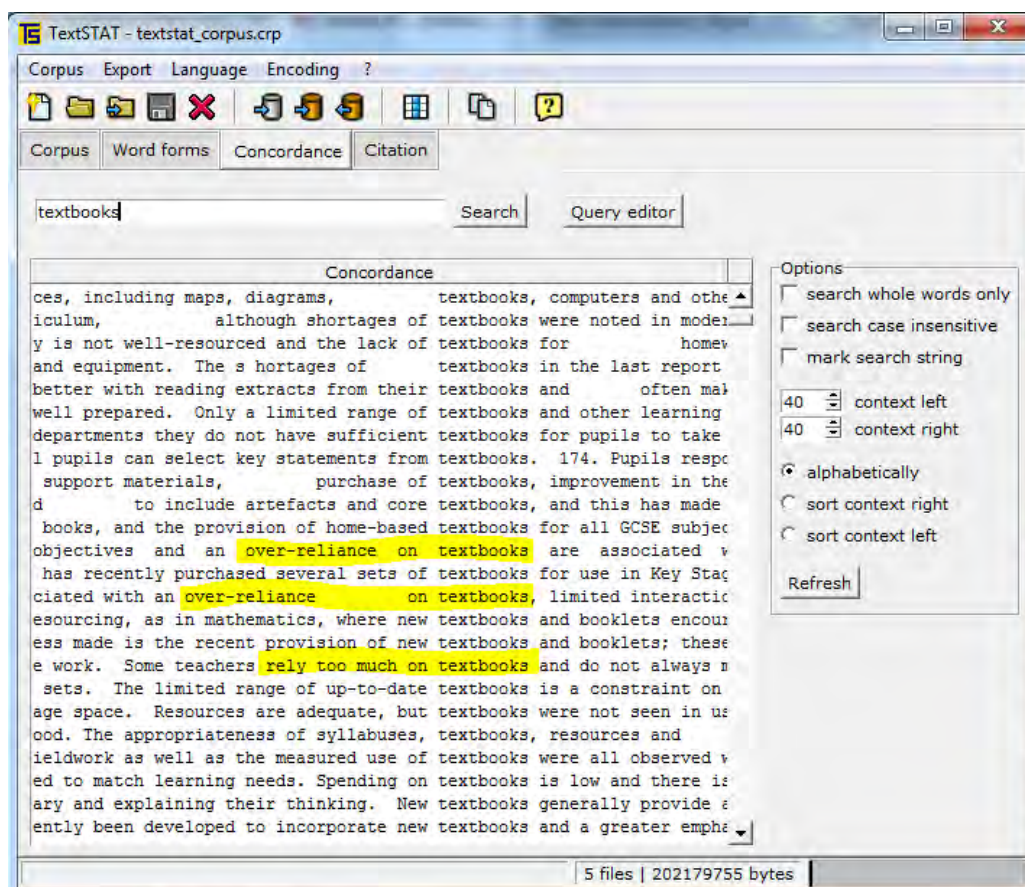 TextSTAT - textstat_corpus.crp
Corpus Export Language Encoding ?
Corpus Word forms Concordance Citation
textbooks Search Query editor
Concordance
ces, including maps, diagrams, textbooks, computers and othe
iculum, although shortages of textbooks were noted in moder
y is not well-resourced and the lack of textbooks for homew
and equipment. The s hortages of textbooks in the last report
better with reading extracts from their textbooks and often mak
well prepared. Only a limited range of textbooks and other learning
departments they do not have sufficient textbooks for pupils to take
l pupils can select key statements from textbooks. 174. Pupils respo
support materials, purchase of textbooks, improvement in the
d to include artefacts and core textbooks, and this has made
books, and the provision of home-based textbooks for all GCSE subjec
objectives and an over-reliance on textbooks are associated w
has recently purchased several sets of textbooks for use in Key Stag
ciated with an over-reliance on textbooks, limited interactio
esourcing, as in mathematics, where new textbooks and booklets encour
ess made is the recent provision of new textbooks and booklets; these
e work. Some teachers rely too much on textbooks and do not always m
sets. The limited range of up-to-date textbooks is a constraint on
age space. Resources are adequate, but textbooks were not seen in us
ood. The appropriateness of syllabuses, textbooks, resources and
ieldwork as well as the measured use of textbooks were all observed w
ed to match learning needs. Spending on textbooks is low and there is
ary and explaining their thinking. New textbooks generally provide a
ently been developed to incorporate new textbooks and a greater empha
Options
search whole words only
search case insensitive
mark search string
40 context left
40 context right
alphabetically
sort context right
sort context left
Refresh
5 files | 202179755 bytes